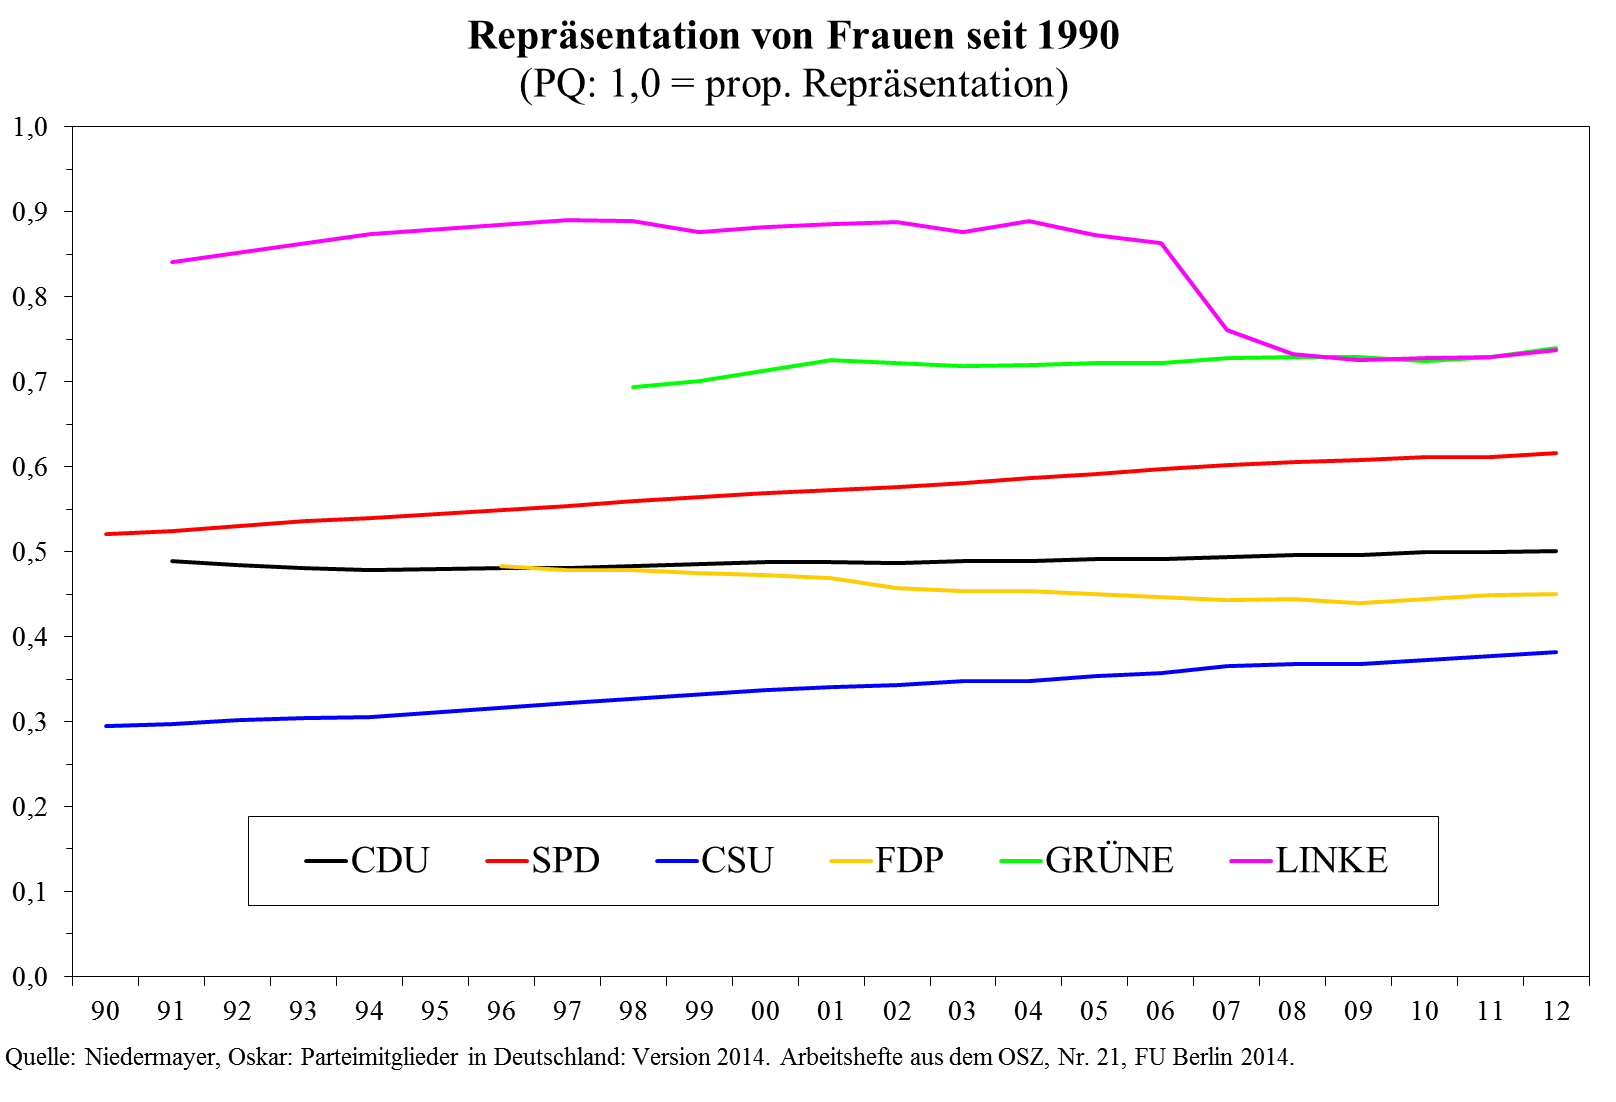 Repräsentation von Frauen seit 1990
(PQ: 1,0 = prop. Repräsentation)
1,0
0,9
0,8
0,7
0,6
0,5
0,4
0,3
0,2
0,1
0,0
CDU SPD CSU FDP GRÜNE LINKE
90 91 92 93 94 95 96 97 98 99 00 01 02 03 04 05 06 07 08 09 10 11 12
Quelle: Niedermayer, Oskar: Parteimitglieder in Deutschland: Version 2014. Arbeitshefte aus dem OSZ, Nr. 21, FU Berlin 2014.